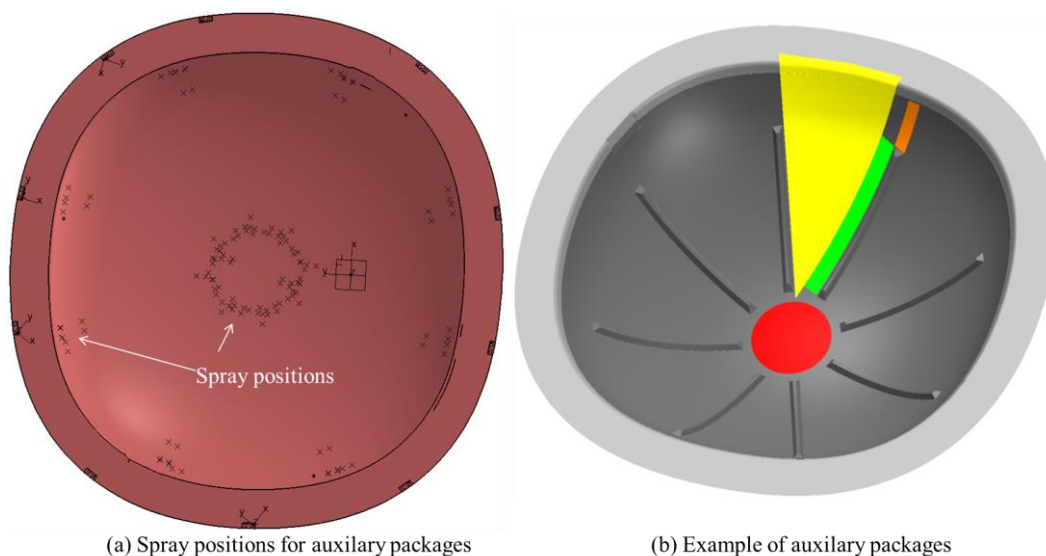 Spray positions
(a) Spray positions for auxilary packages
(b) Example of auxilary packages